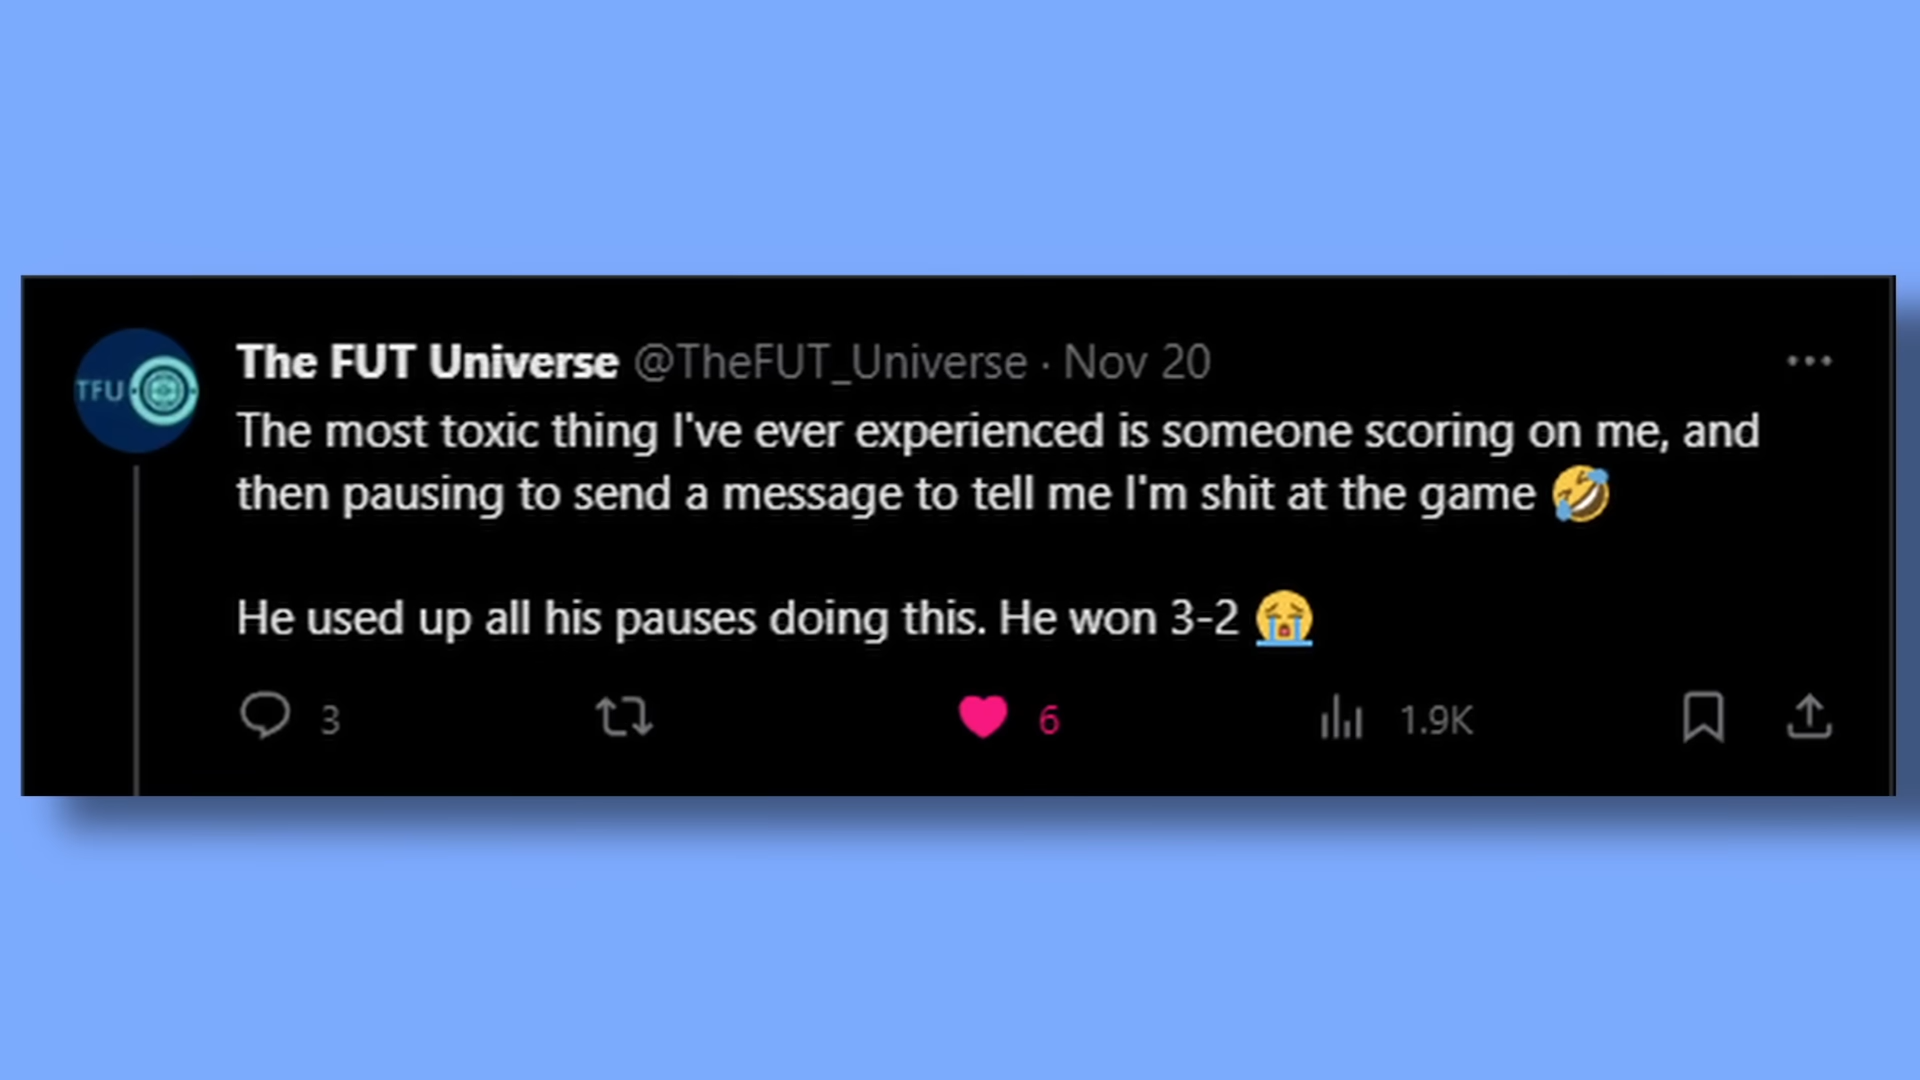 TFU
The FUT Universe @TheFUT_Universe · Nov 20
The most toxic thing I've ever experienced is someone scoring on me, and
then pausing to send a message to tell me I'm shit at the game 🤣
He used up all his pauses doing this. He won 3-2 😭
3 6 1.9K